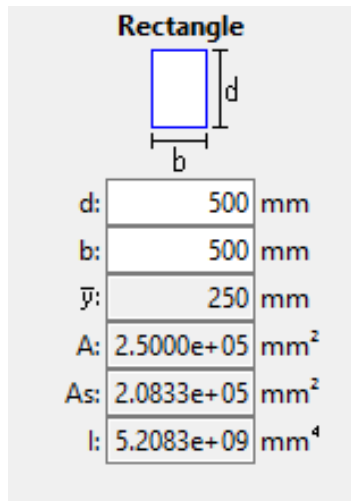 Rectangle
d
b
d: 500 mm
b: 500 mm
y̅: 250 mm
A: 2.5000e+05 mm²
As: 2.0833e+05 mm²
I: 5.2083e+09 mm⁴